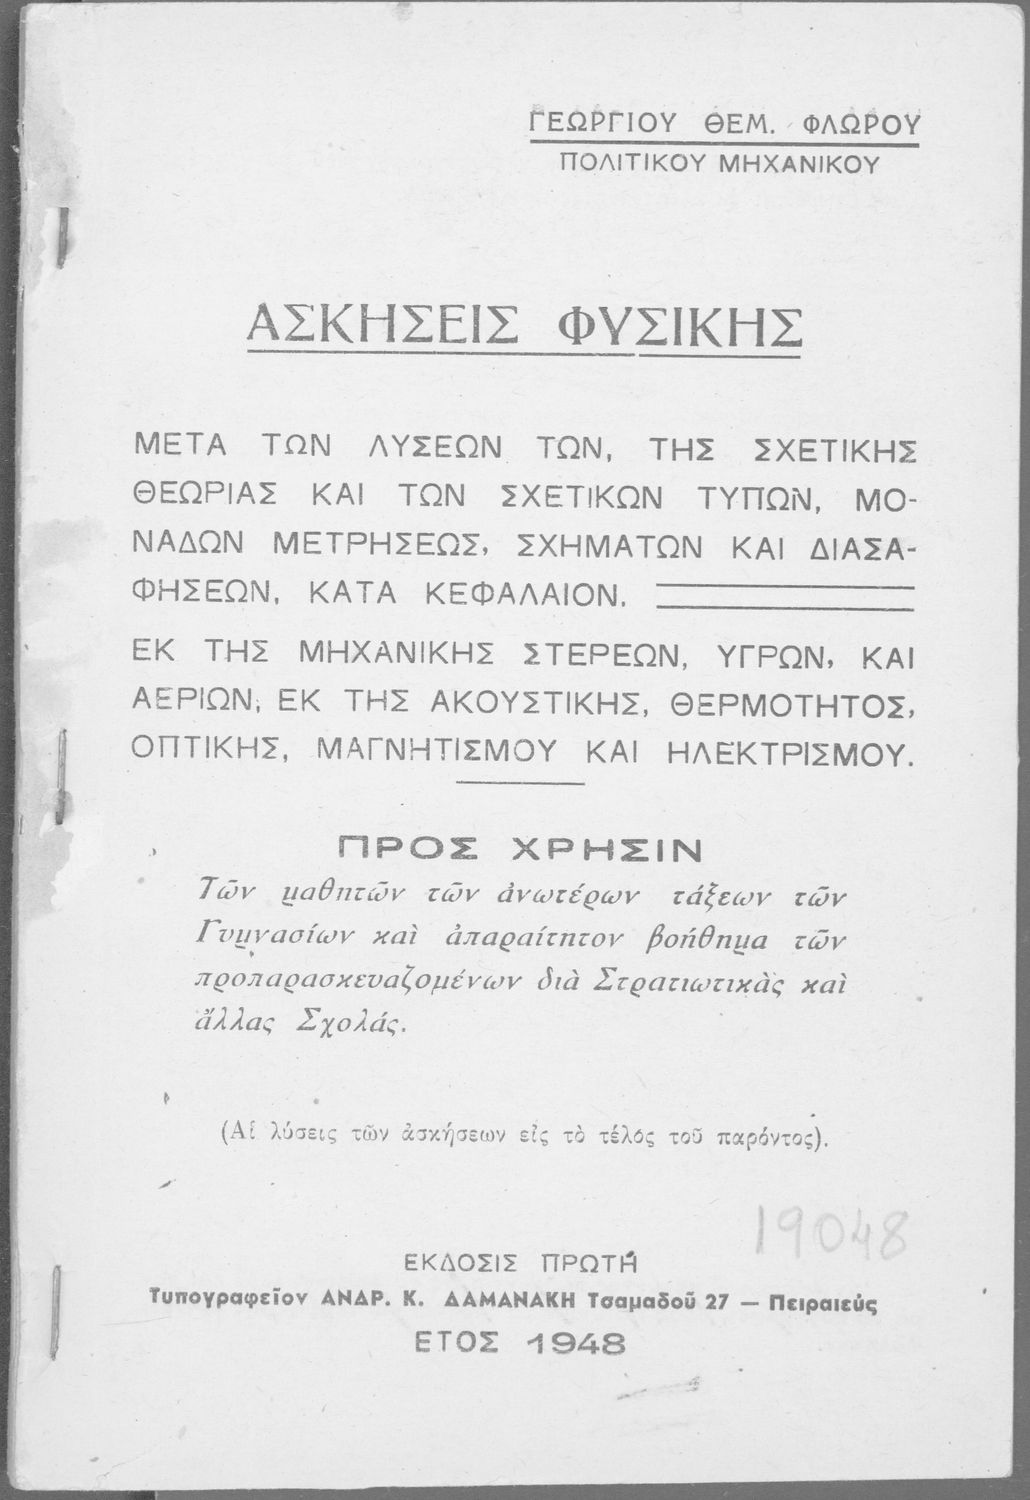 ΓΕΩΡΓΙΟΥ ΘΕΜ. ΦΛΩΡΟΥ
ΠΟΛΙΤΙΚΟΥ ΜΗΧΑΝΙΚΟΥ
ΑΣΚΗΣΕΙΣ ΦΥΣΙΚΗΣ
ΜΕΤΑ ΤΩΝ ΛΥΣΕΩΝ ΤΩΝ, ΤΗΣ ΣΧΕΤΙΚΗΣ
ΘΕΩΡΙΑΣ ΚΑΙ ΤΩΝ ΣΧΕΤΙΚΩΝ ΤΥΠΩΝ, ΜΟ-
ΝΑΔΩΝ ΜΕΤΡΗΣΕΩΣ, ΣΧΗΜΑΤΩΝ ΚΑΙ ΔΙΑΣΑ-
ΦΗΣΕΩΝ, ΚΑΤΑ ΚΕΦΑΛΑΙΟΝ.
ΕΚ ΤΗΣ ΜΗΧΑΝΙΚΗΣ ΣΤΕΡΕΩΝ, ΥΓΡΩΝ, ΚΑΙ
ΑΕΡΙΩΝ, ΕΚ ΤΗΣ ΑΚΟΥΣΤΙΚΗΣ, ΘΕΡΜΟΤΗΤΟΣ,
ΟΠΤΙΚΗΣ, ΜΑΓΝΗΤΙΣΜΟΥ ΚΑΙ ΗΛΕΚΤΡΙΣΜΟΥ.
ΠΡΟΣ ΧΡΗΣΙΝ
Τῶν μαθητῶν τῶν ἀνωτέρων τάξεων τῶν
Γυμνασίων καὶ ἀπαραίτητον βοήθημα τῶν
προπαρασκευαζομένων διὰ Στρατιωτικὰς καὶ
ἄλλας Σχολάς.
(Αἱ λύσεις τῶν ἀσκήσεων εἰς τὸ τέλος τοῦ παρόντος).
19048
ΕΚΔΟΣΙΣ ΠΡΩΤΗ
Τυπογραφεῖον ΑΝΔΡ. Κ. ΔΑΜΑΝΑΚΗ Τσαμαδοῦ 27 — Πειραιεύς
ΕΤΟΣ 1948